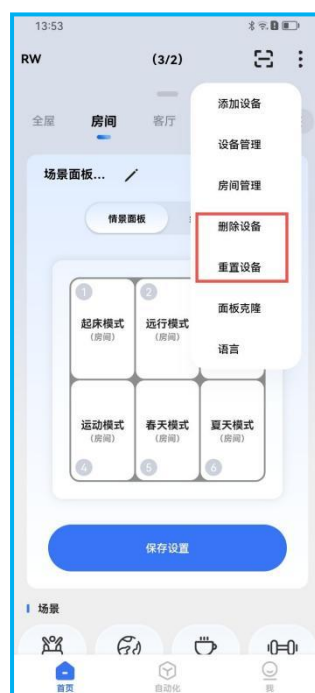 13:53
RW
(3/2)
添加设备
全屋
房间
客厅
设备管理
场景面板...
房间管理
情景面板
删除设备
重置设备
1
2
面板克隆
起床模式
(房间)
远行模式
(房间)
语言
运动模式
(房间)
春天模式
(房间)
夏天模式
(房间)
4
5
6
保存设置
场景
首页
自动化
我